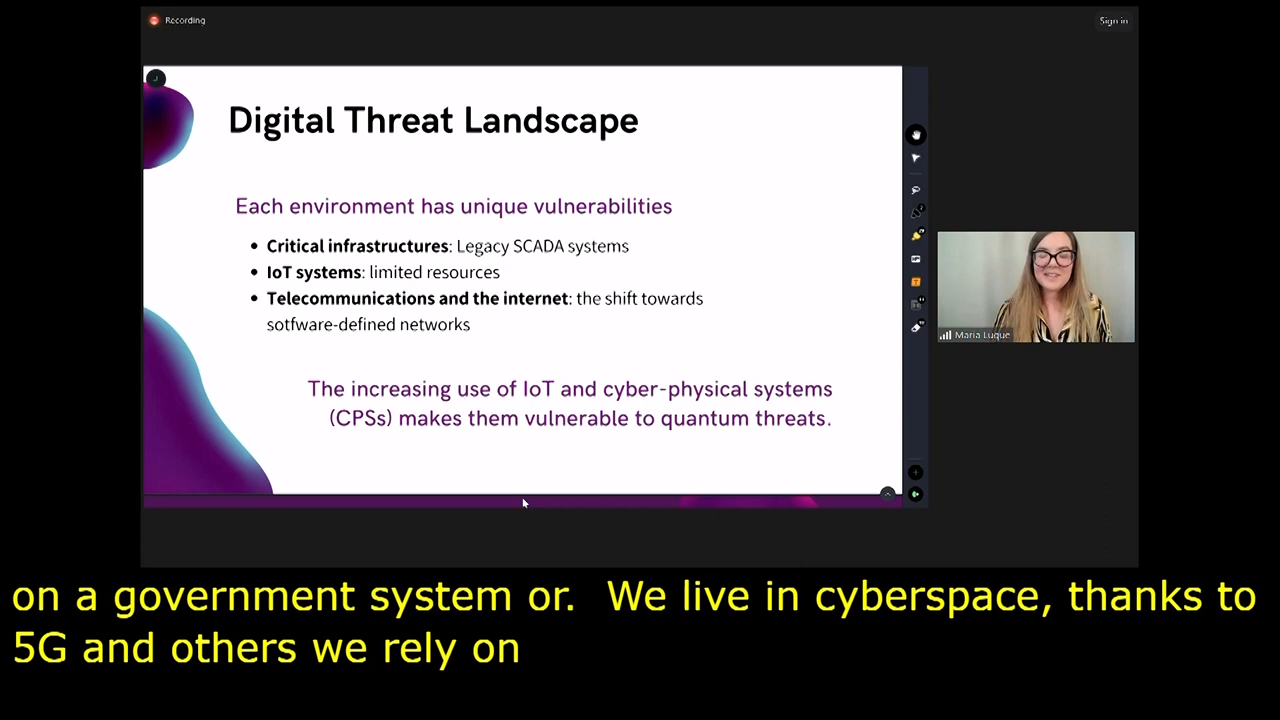 Recording
Sign in
Digital Threat Landscape
Each environment has unique vulnerabilities
• Critical infrastructures: Legacy SCADA systems
• IoT systems: limited resources
• Telecommunications and the internet: the shift towards
sotfware-defined networks
The increasing use of IoT and cyber-physical systems
(CPSs) makes them vulnerable to quantum threats.
Maria Luque
on a government system or.  We live in cyberspace, thanks to
5G and others we rely on